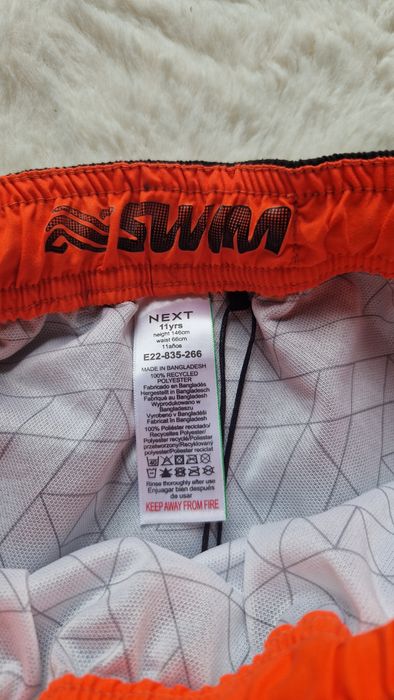 SWIM
NEXT
11yrs
height 146cm
waist 66cm
11años
E22-835-266
MADE IN BANGLADESH
100% RECYCLED
POLYESTER
Fabricado en Bangladés
Hergestellt in Bangladesch
Fabriqué au Bangladesh
Wyprodukowano w
Bangladeszu
Vyrobeno v Bangladéši
Fabricat în Bangladesh
100% Poliéster reciclado/
Recyceltes Polyester/
Polyester recyclé/Poliester
przetworzony/Recyklovaný
polyester/Poliester reciclat
Rinse thoroughly after use
Enjuagar bien después
de usar
KEEP AWAY FROM FIRE